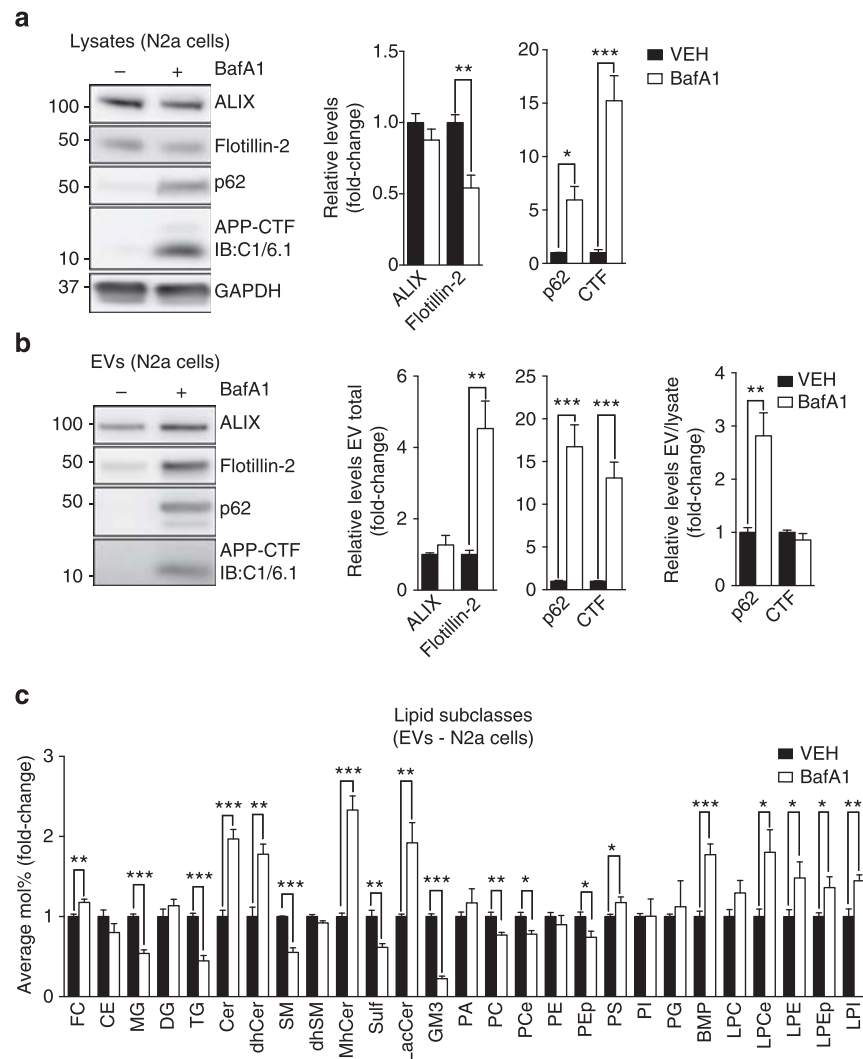 a
Lysates (N2a cells)
– + BafA1
100 ALIX
50 Flotillin-2
50 p62
APP-CTF
10 IB:C1/6.1
37 GAPDH
Relative levels
(fold-change)
1.5
1.0
0.5
0
**
ALIX
Flotillin-2
20
15
10
5
0
*
***
p62
CTF
VEH
BafA1
b
EVs (N2a cells)
– + BafA1
100 ALIX
50 Flotillin-2
50 p62
APP-CTF
10 IB:C1/6.1
Relative levels EV total
(fold-change)
6
4
2
0
**
ALIX
Flotillin-2
25
20
15
10
5
0
*** ***
p62
CTF
Relative levels EV/lysate
(fold-change)
4
3
2
1
0
**
p62
CTF
VEH
BafA1
c
Lipid subclasses
(EVs - N2a cells)
VEH
BafA1
Average mol% (fold-change)
3
2
1
0
** *** *** *** ** *** *** ** ** *** ** * * * *** * * * **
FC CE MG DG TG Cer dhCer SM dhSM MhCer Sulf LacCer GM3 PA PC PCe PE PEp PS PI PG BMP LPC LPCe LPE LPEp LPI